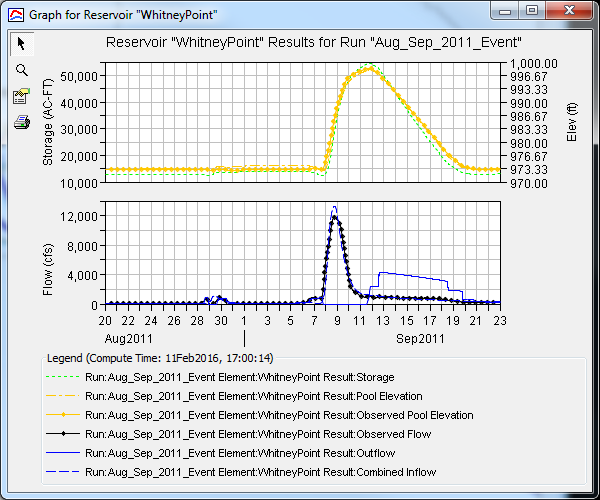 Graph for Reservoir "WhitneyPoint"
Reservoir "WhitneyPoint" Results for Run "Aug_Sep_2011_Event"
Storage (AC-FT)
50,000
40,000
30,000
20,000
10,000
1,000.00
996.67
993.33
990.00
986.67
983.33
980.00
976.67
973.33
970.00
Elev (ft)
Flow (cfs)
12,000
8,000
4,000
0
20 21 22 23 24 25 26 27 28 29 30 31 1 3 5 7 9 11 13 15 17 19 21 23
Aug2011 Sep2011
Legend (Compute Time: 11Feb2016, 17:00:14)
Run:Aug_Sep_2011_Event Element:WhitneyPoint Result:Storage
Run:Aug_Sep_2011_Event Element:WhitneyPoint Result:Pool Elevation
Run:Aug_Sep_2011_Event Element:WhitneyPoint Result:Observed Pool Elevation
Run:Aug_Sep_2011_Event Element:WhitneyPoint Result:Observed Flow
Run:Aug_Sep_2011_Event Element:WhitneyPoint Result:Outflow
Run:Aug_Sep_2011_Event Element:WhitneyPoint Result:Combined Inflow